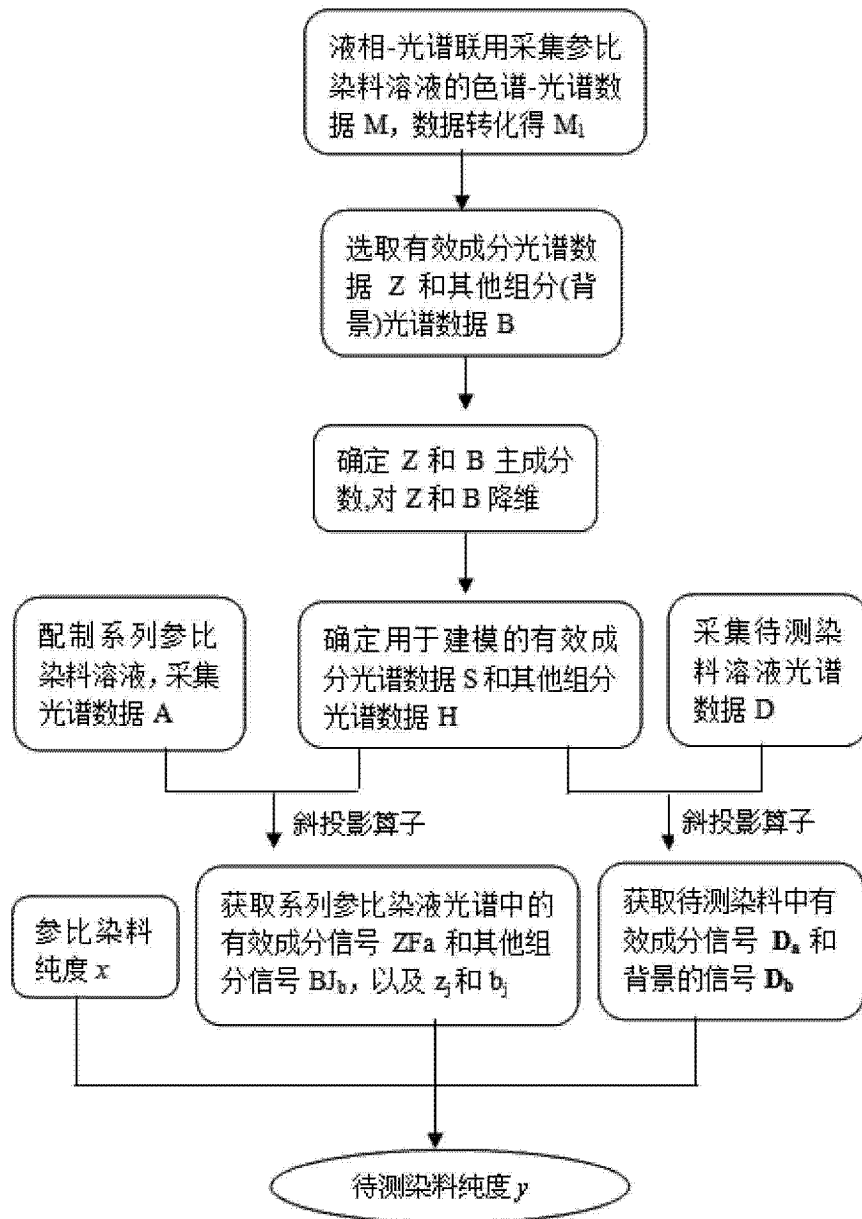 液相-光谱联用采集参比
染料溶液的色谱-光谱数
据 M，数据转化得 M₁
选取有效成分光谱数
据 Z 和其他组分(背
景)光谱数据 B
确定 Z 和 B 主成分
数,对 Z 和 B 降维
配制系列参比
染料溶液，采集
光谱数据 A
确定用于建模的有效成
分光谱数据 S 和其他组分
光谱数据 H
采集待测染
料溶液光谱
数据 D
斜投影算子
斜投影算子
参比染料
纯度 x
获取系列参比染液光谱中的
有效成分信号 ZFa 和其他组
分信号 BJb，以及 zj 和 bj
获取待测染料中有
效成分信号 Da 和
背景的信号 Db
待测染料纯度 y